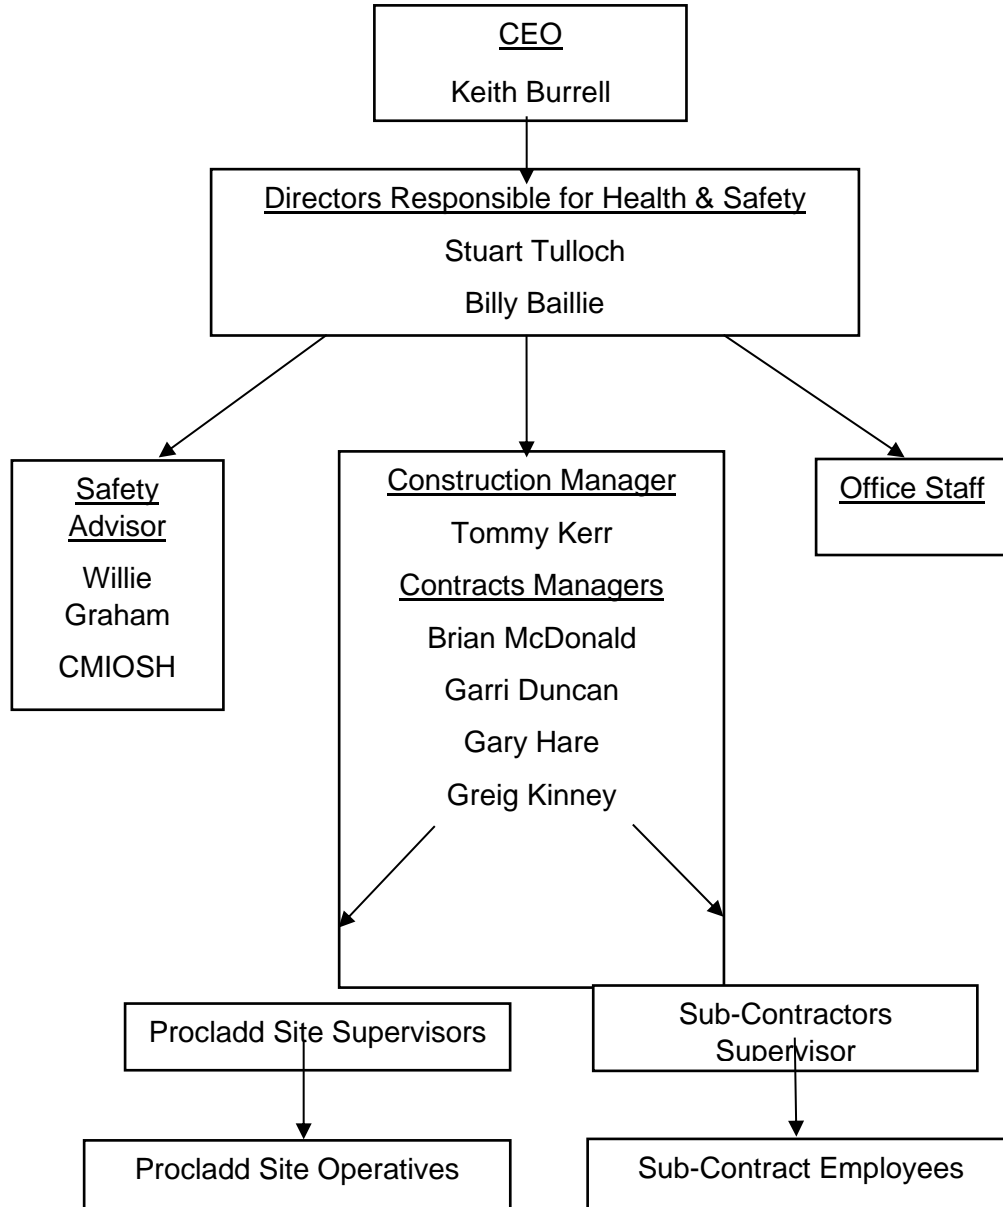 CEO
Keith Burrell
Directors Responsible for Health & Safety
Stuart Tulloch
Billy Baillie
Safety
Advisor
Willie
Graham
CMIOSH
Construction Manager
Tommy Kerr
Contracts Managers
Brian McDonald
Garri Duncan
Gary Hare
Greig Kinney
Office Staff
Procladd Site Supervisors
Sub-Contractors
Supervisor
Procladd Site Operatives
Sub-Contract Employees